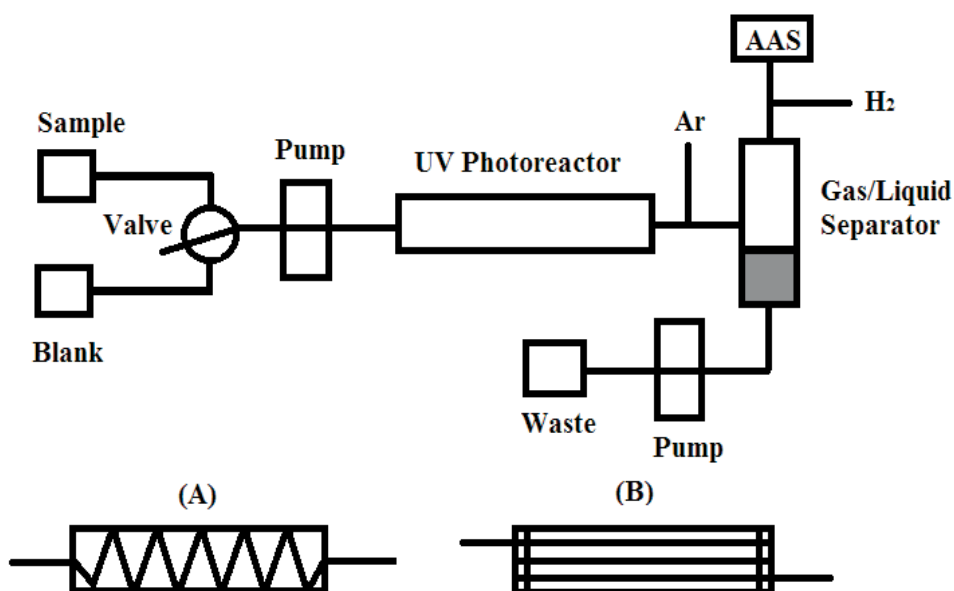 AAS
H₂
Sample
Ar
Pump
UV Photoreactor
Gas/Liquid
Separator
Valve
Blank
Waste
Pump
(A)
(B)